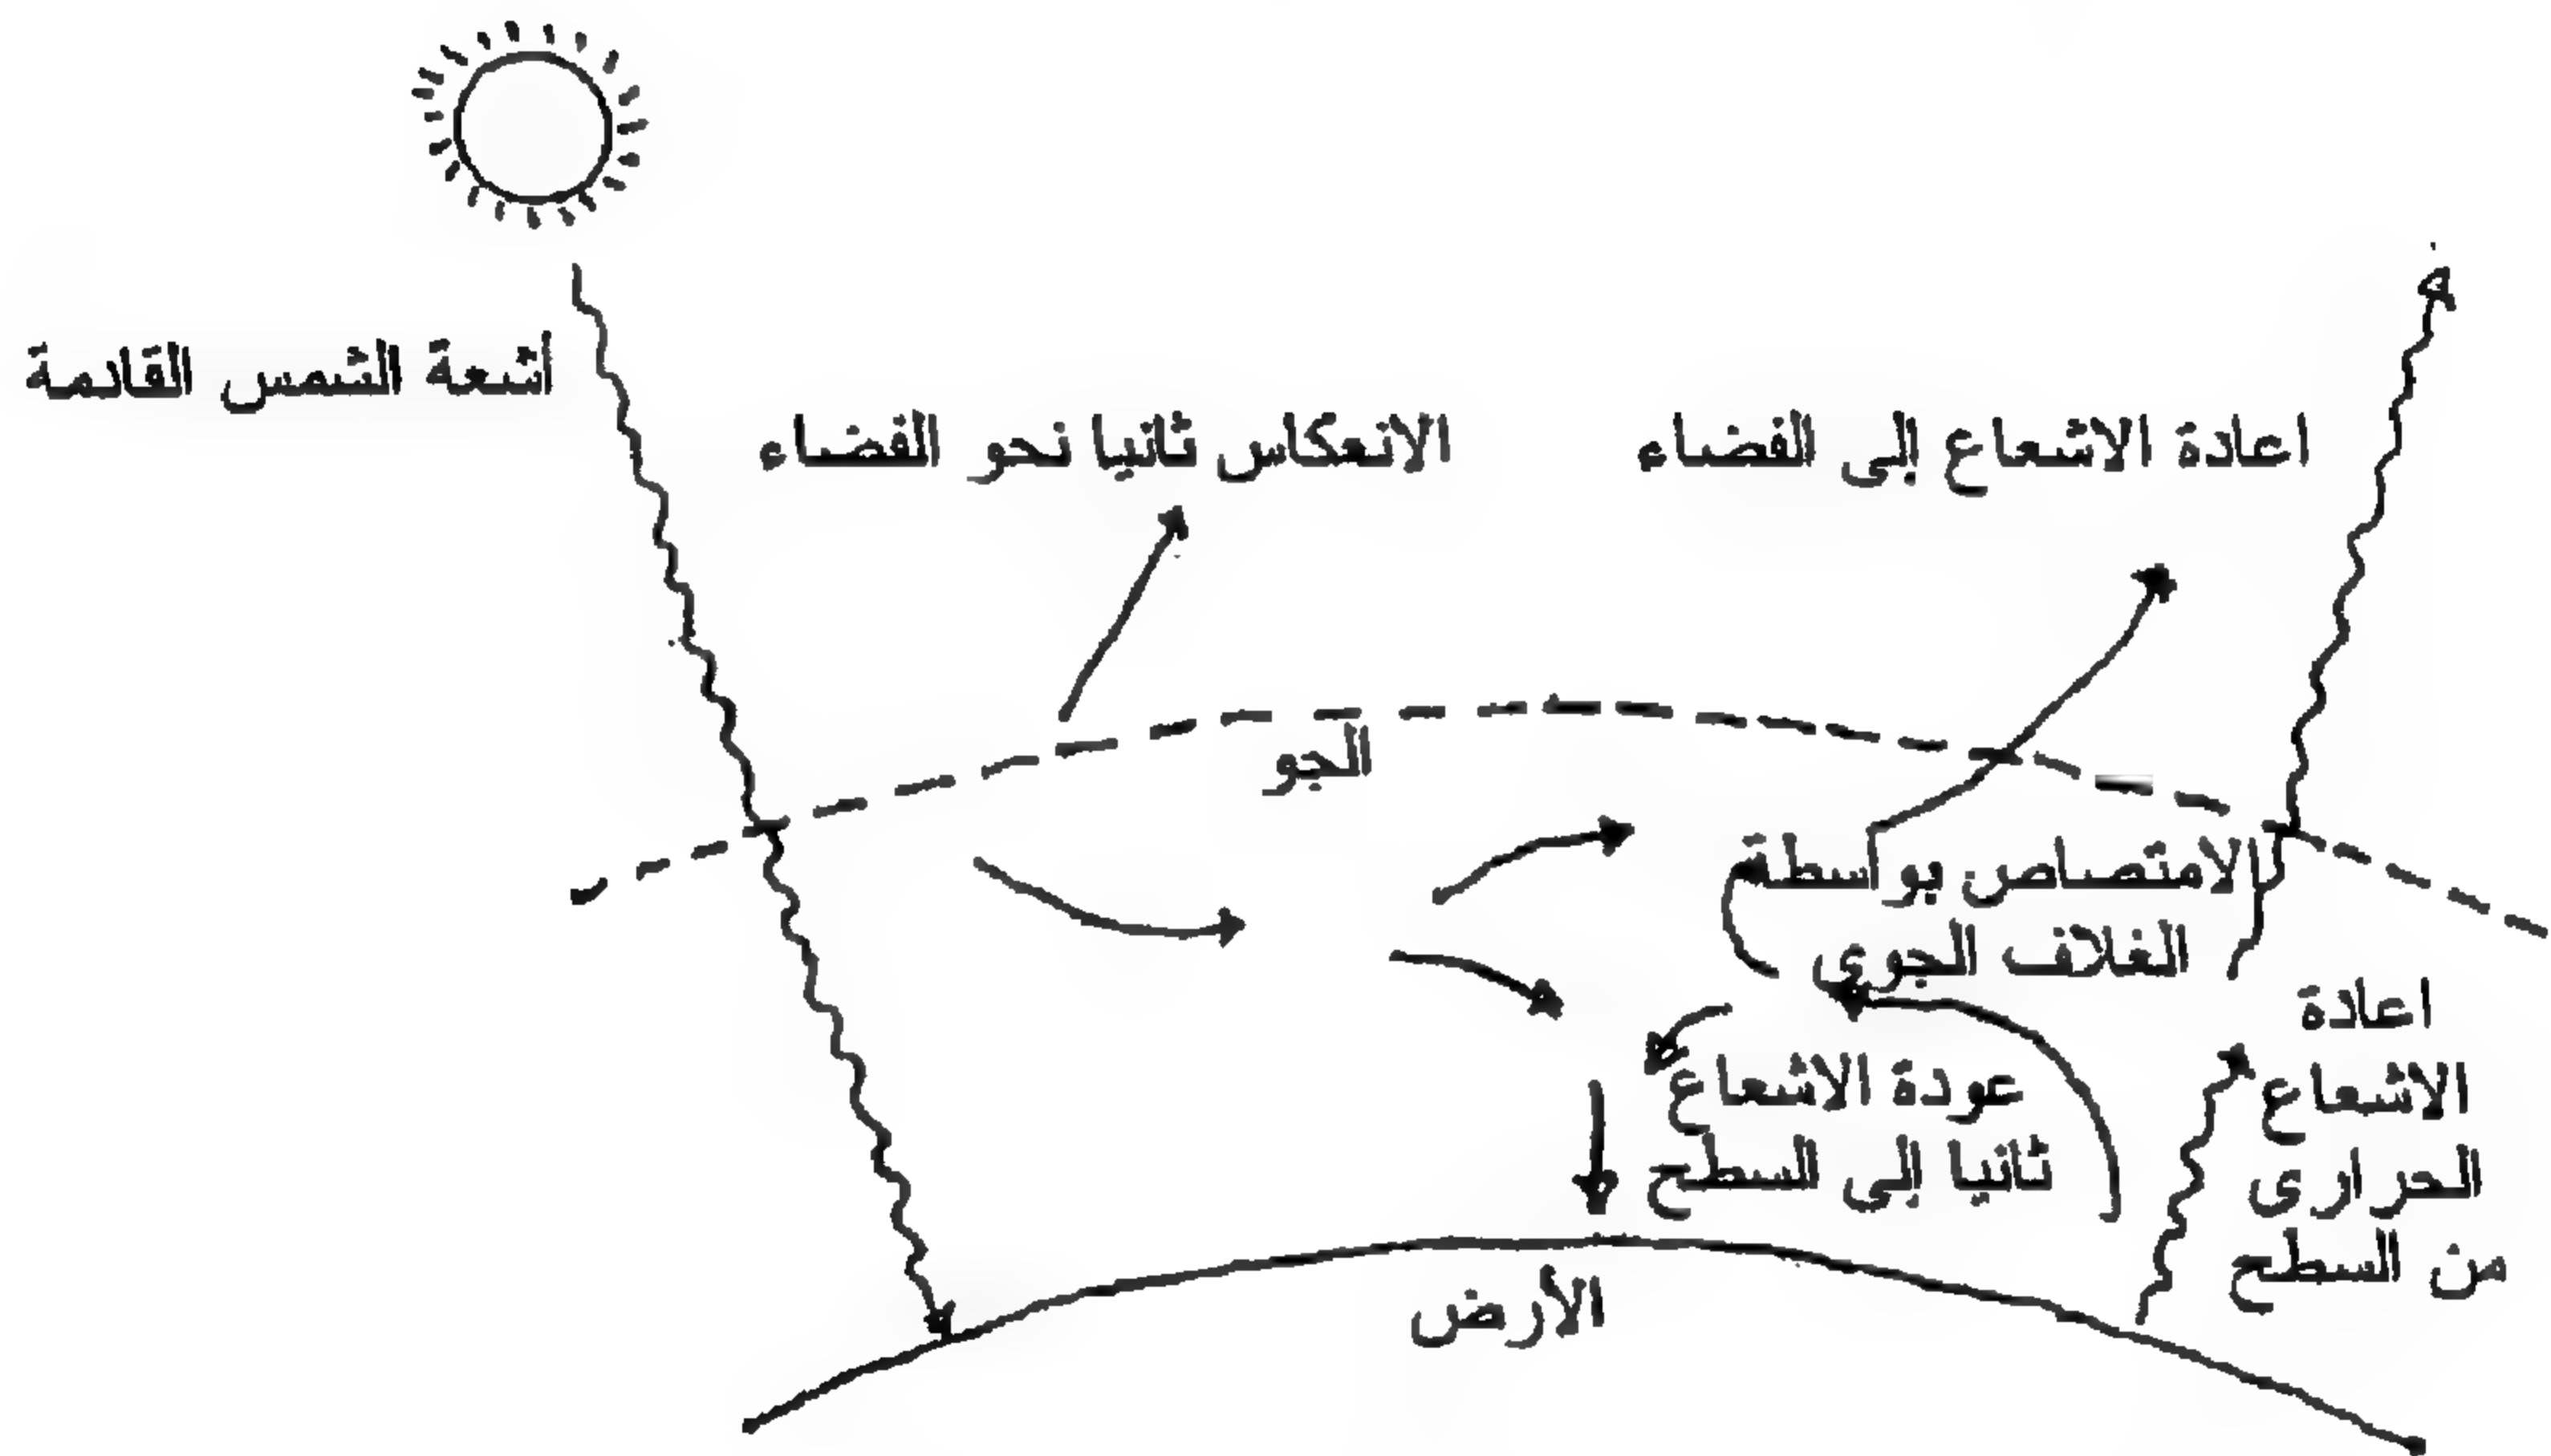 أشعة الشمس القادمة
الانعكاس ثانيا نحو الفضاء
اعادة الاشعاع إلى الفضاء
الجو
الامتصاص بواسطة
الغلاف الجوى
اعادة
الاشعاع
الحرارى
من السطح
عودة الاشعاع
ثانيا إلى السطح
الأرض